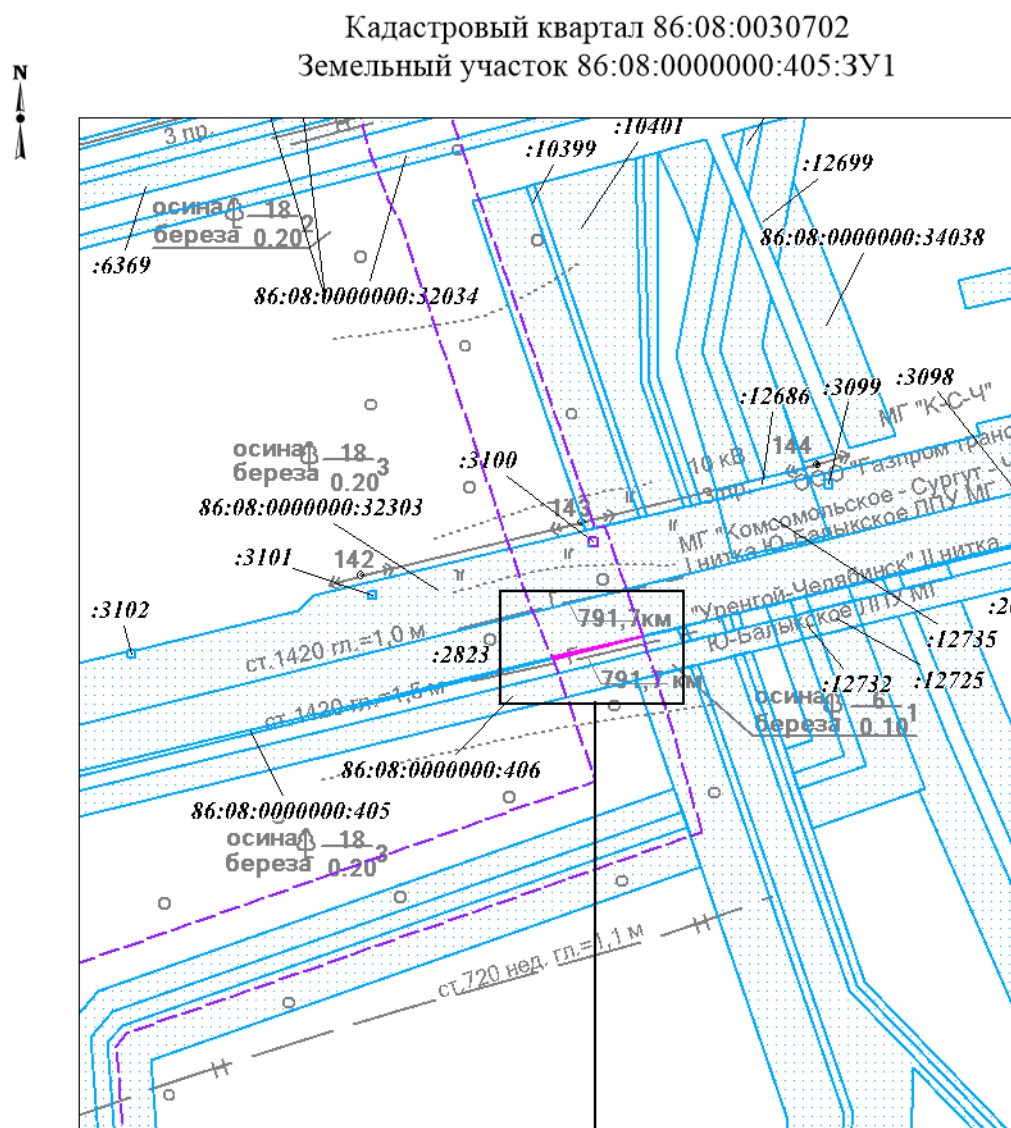 Кадастровый квартал 86:08:0030702
Земельный участок 86:08:0000000:405:ЗУ1
N
3 пр.
Н
:10401
:10399
:12699
осина 18 2
береза 0.20
86:08:0000000:34038
:6369
86:08:0000000:32034
:3098
:12686
:3099
МГ "К-С-Ч"
144
осина 18 3
береза 0.20
:3100
10 кВ
3 пр.
ООО "Газпром
86:08:0000000:32303
143
МГ "Комсомольское - Сургут - Ч
I нитка Ю-Балыкское ЛПУ МГ
142
:3101
"Уренгой-Челябинск" II нитка
Ю-Балыкское ЛПУ МГ
:3102
791,7км
ст.1420 гл.=1,0 м
:2823
Г
:12735
791,7 км
:12732
:12725
осина 6 1
береза 0.10
ст.1420 гл.=1,5 м
86:08:0000000:406
86:08:0000000:405
осина 18 3
береза 0.20
Н
ст.720 нед. гл.=1,1 м
Н